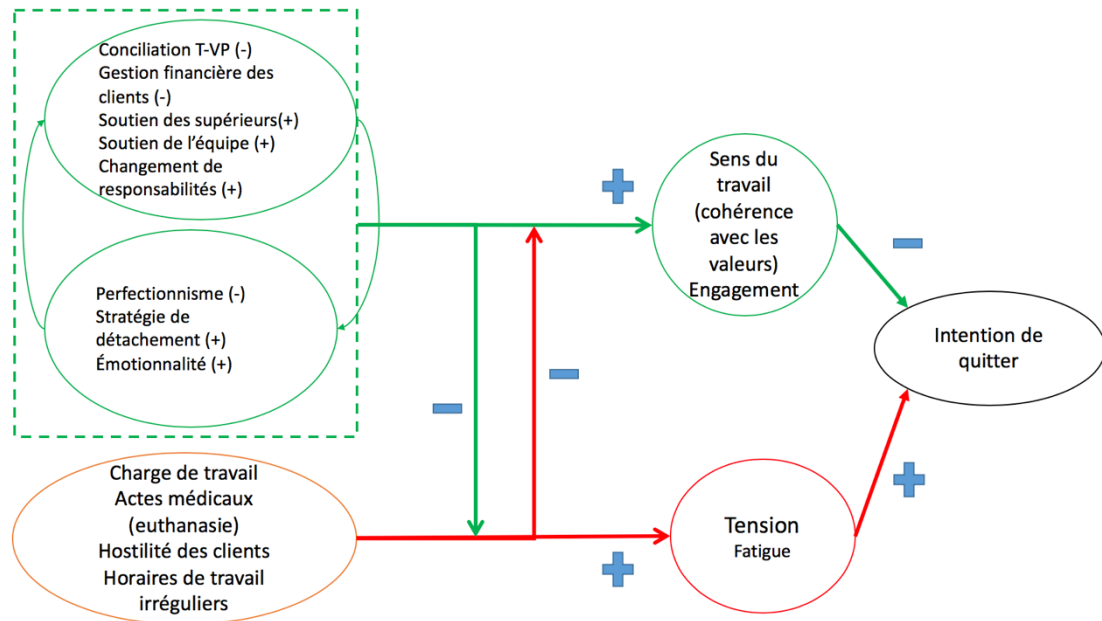 Conciliation T-VP (-)
Gestion financière des
clients (-)
Soutien des supérieurs(+)
Soutien de l'équipe (+)
Changement de
responsabilités (+)
Perfectionnisme (-)
Stratégie de
détachement (+)
Émotionnalité (+)
Charge de travail
Actes médicaux
(euthanasie)
Hostilité des clients
Horaires de travail
irréguliers
Sens du
travail
(cohérence
avec les
valeurs)
Engagement
Tension
Fatigue
Intention de
quitter